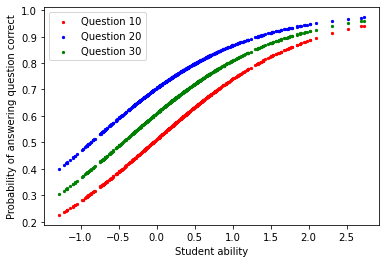 Question 10
Question 20
Question 30
Probability of answering question correct
1.0
0.9
0.8
0.7
0.6
0.5
0.4
0.3
0.2
−1.0 −0.5 0.0 0.5 1.0 1.5 2.0 2.5
Student ability